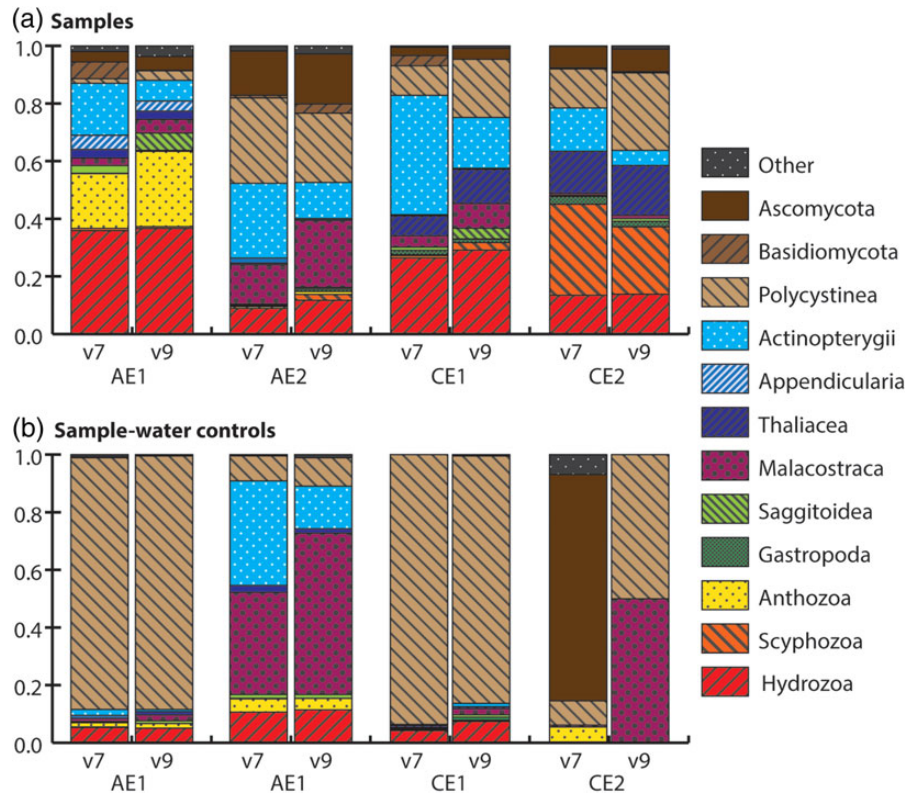 (a) Samples
1.0
0.8
0.6
0.4
0.2
0.0
v7 v9 v7 v9 v7 v9 v7 v9
AE1 AE2 CE1 CE2
(b) Sample-water controls
1.0
0.8
0.6
0.4
0.2
0.0
v7 v9 v7 v9 v7 v9 v7 v9
AE1 AE1 CE1 CE2
Other
Ascomycota
Basidiomycota
Polycystinea
Actinopterygii
Appendicularia
Thaliacea
Malacostraca
Saggitoidea
Gastropoda
Anthozoa
Scyphozoa
Hydrozoa